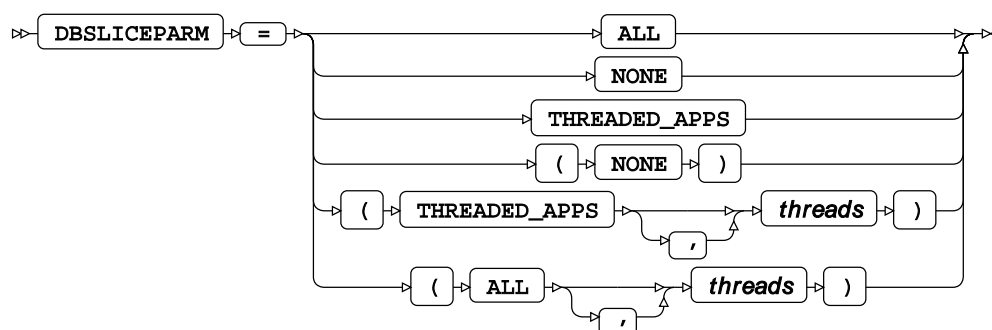 DBSLICEPARM = ALL
NONE
THREADED_APPS
( NONE )
( THREADED_APPS , threads )
( ALL , threads )